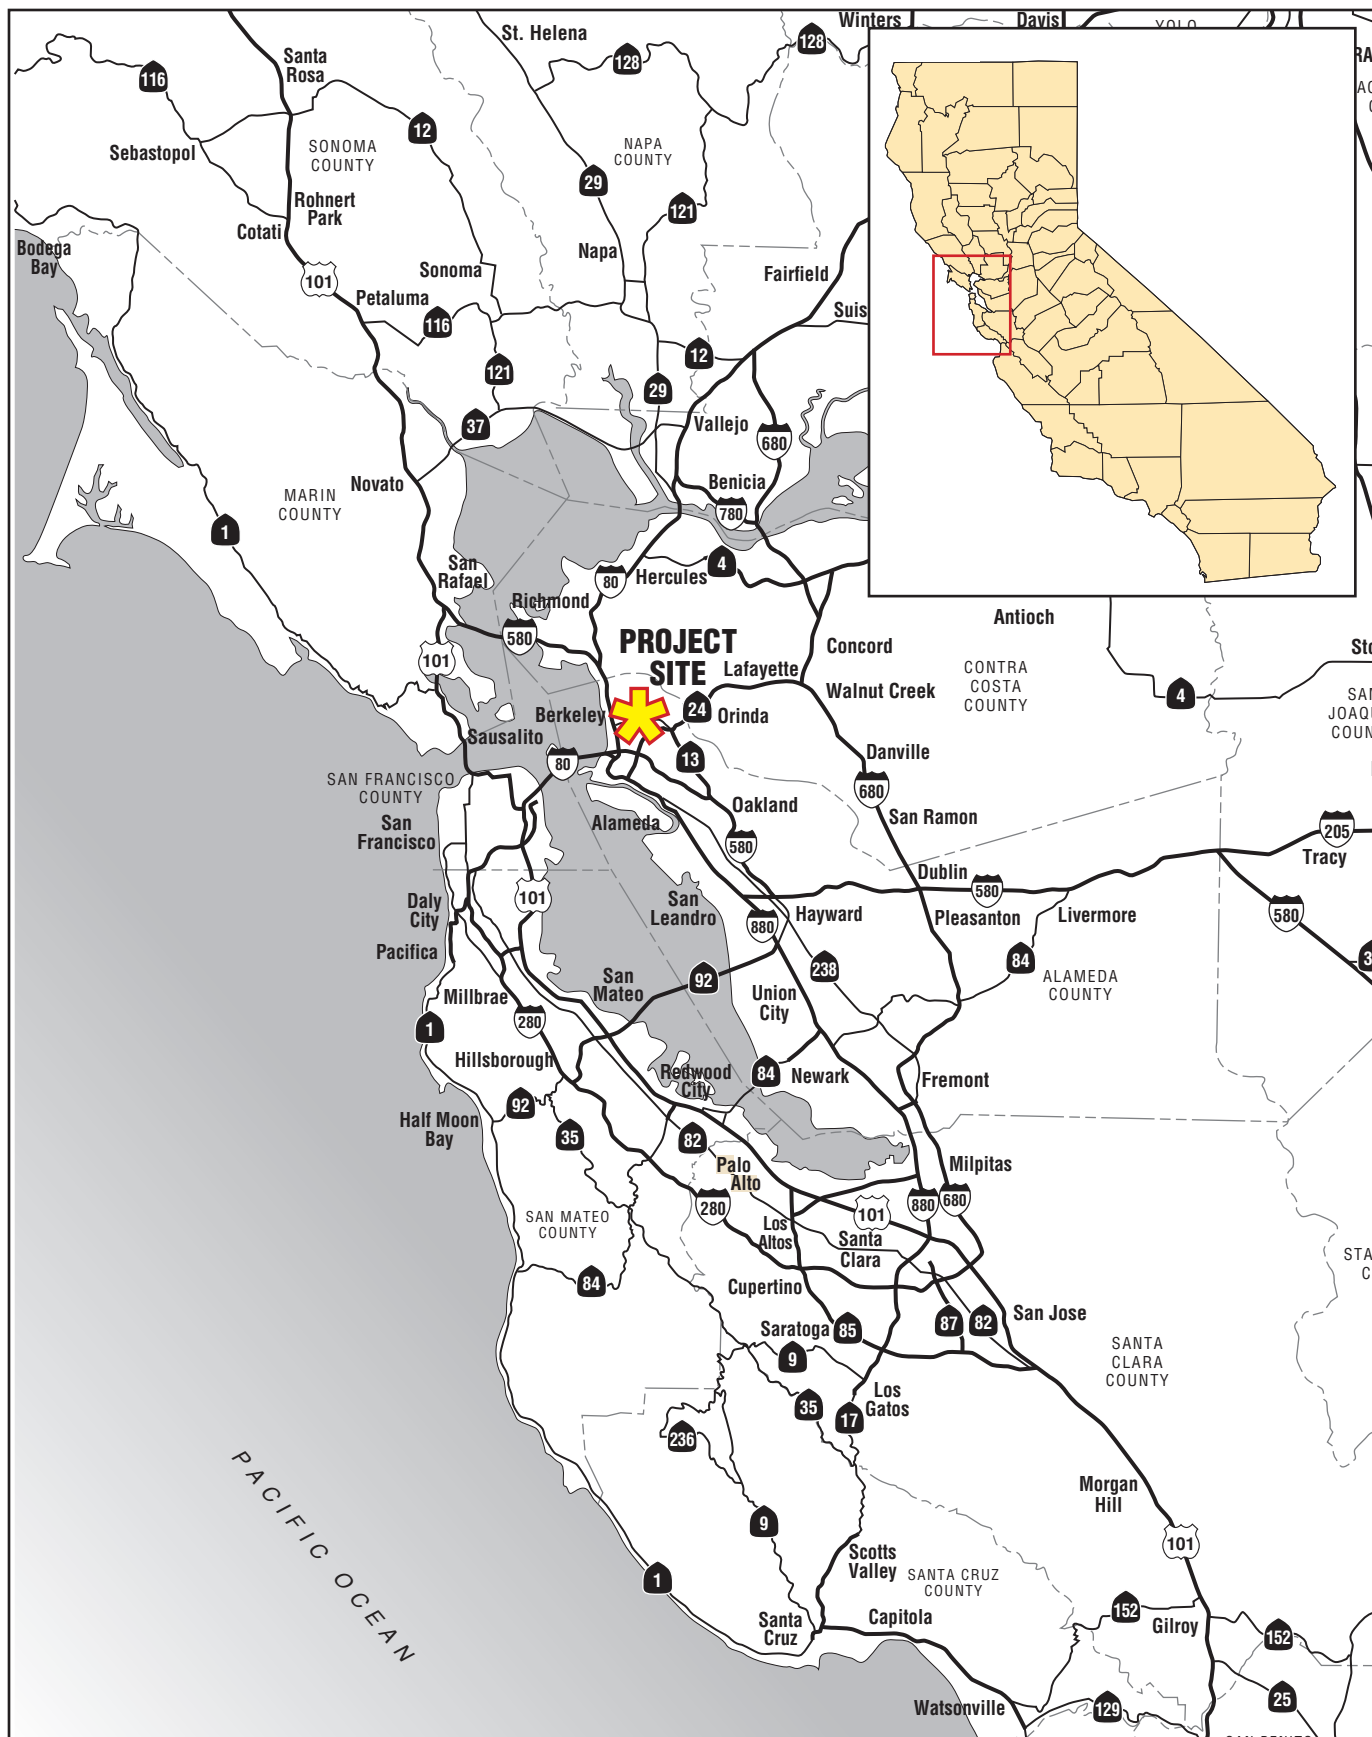 Winters
Davis
YOLO
St. Helena
128
128
Santa
Rosa
116
12
SONOMA
COUNTY
NAPA
COUNTY
Sebastopol
29
121
Rohnert
Park
Cotati
Bodega
Bay
Napa
Sonoma
101
Fairfield
Petaluma
116
Suis
12
121
29
37
Vallejo
680
Benicia
780
Novato
MARIN
COUNTY
1
San
Rafael
Hercules
4
80
Richmond
580
Antioch
PROJECT
SITE
Concord
Lafayette
101
CONTRA
COSTA
COUNTY
Walnut Creek
4
Sto
SAN
JOAQU
COUN
24
Orinda
Berkeley
Sausalito
13
80
Danville
680
SAN FRANCISCO
COUNTY
San
Francisco
Oakland
Alameda
580
San Ramon
205
Tracy
Dublin
580
Pleasanton
Livermore
580
101
Daly
City
San
Leandro
880
Hayward
Pacifica
238
84
ALAMEDA
COUNTY
San
Mateo
92
Union
City
Millbrae
280
1
Hillsborough
Redwood
City
84
Newark
Fremont
92
Half Moon
Bay
35
82
Palo
Alto
Milpitas
280
880
680
101
SAN MATEO
COUNTY
Los
Altos
Santa
Clara
STA
C
84
Cupertino
San Jose
Saratoga
85
87
82
9
SANTA
CLARA
COUNTY
35
17
Los
Gatos
236
PACIFIC OCEAN
Morgan
Hill
9
101
Scotts
Valley
SANTA CRUZ
COUNTY
1
Santa
Cruz
Capitola
152
Gilroy
152
Watsonville
129
25